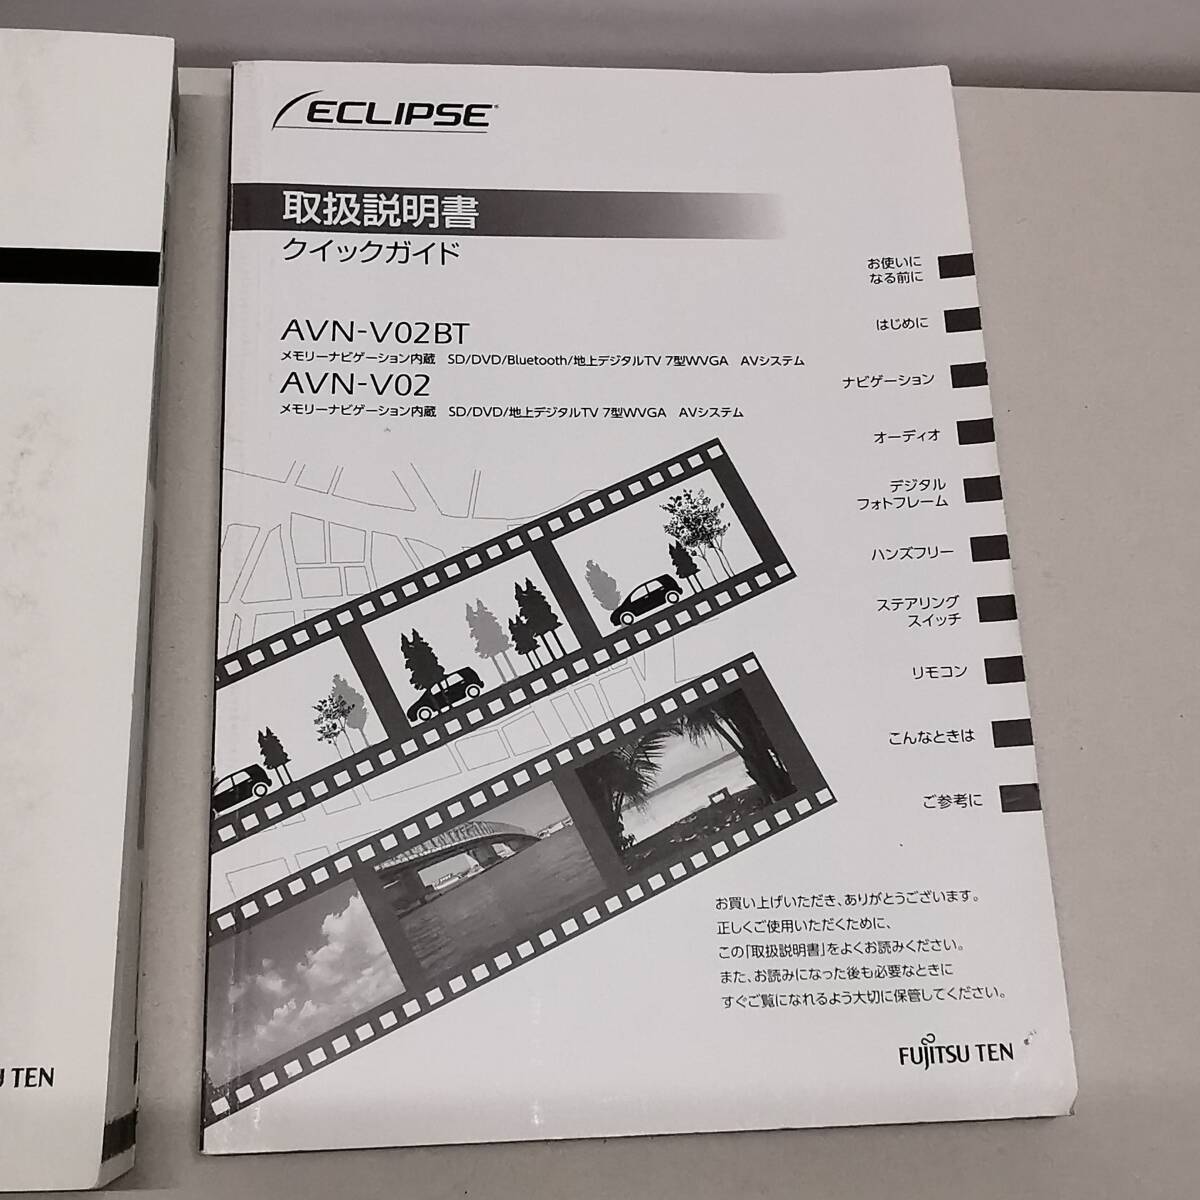 ECLIPSE
取扱説明書
クイックガイド
AVN-V02BT
メモリーナビゲーション内蔵 SD/DVD/Bluetooth/地上デジタルTV 7型WVGA AVシステム
AVN-V02
メモリーナビゲーション内蔵 SD/DVD/地上デジタルTV 7型WVGA AVシステム
お使いに
なる前に
はじめに
ナビゲーション
オーディオ
デジタル
フォトフレーム
ハンズフリー
ステアリング
スイッチ
リモコン
こんなときは
ご参考に
お買い上げいただき、ありがとうございます。
正しくご使用いただくために、
この「取扱説明書」をよくお読みください。
また、お読みになった後も必要なときに
すぐご覧になれるよう大切に保管してください。
FUJITSU TEN
U TEN